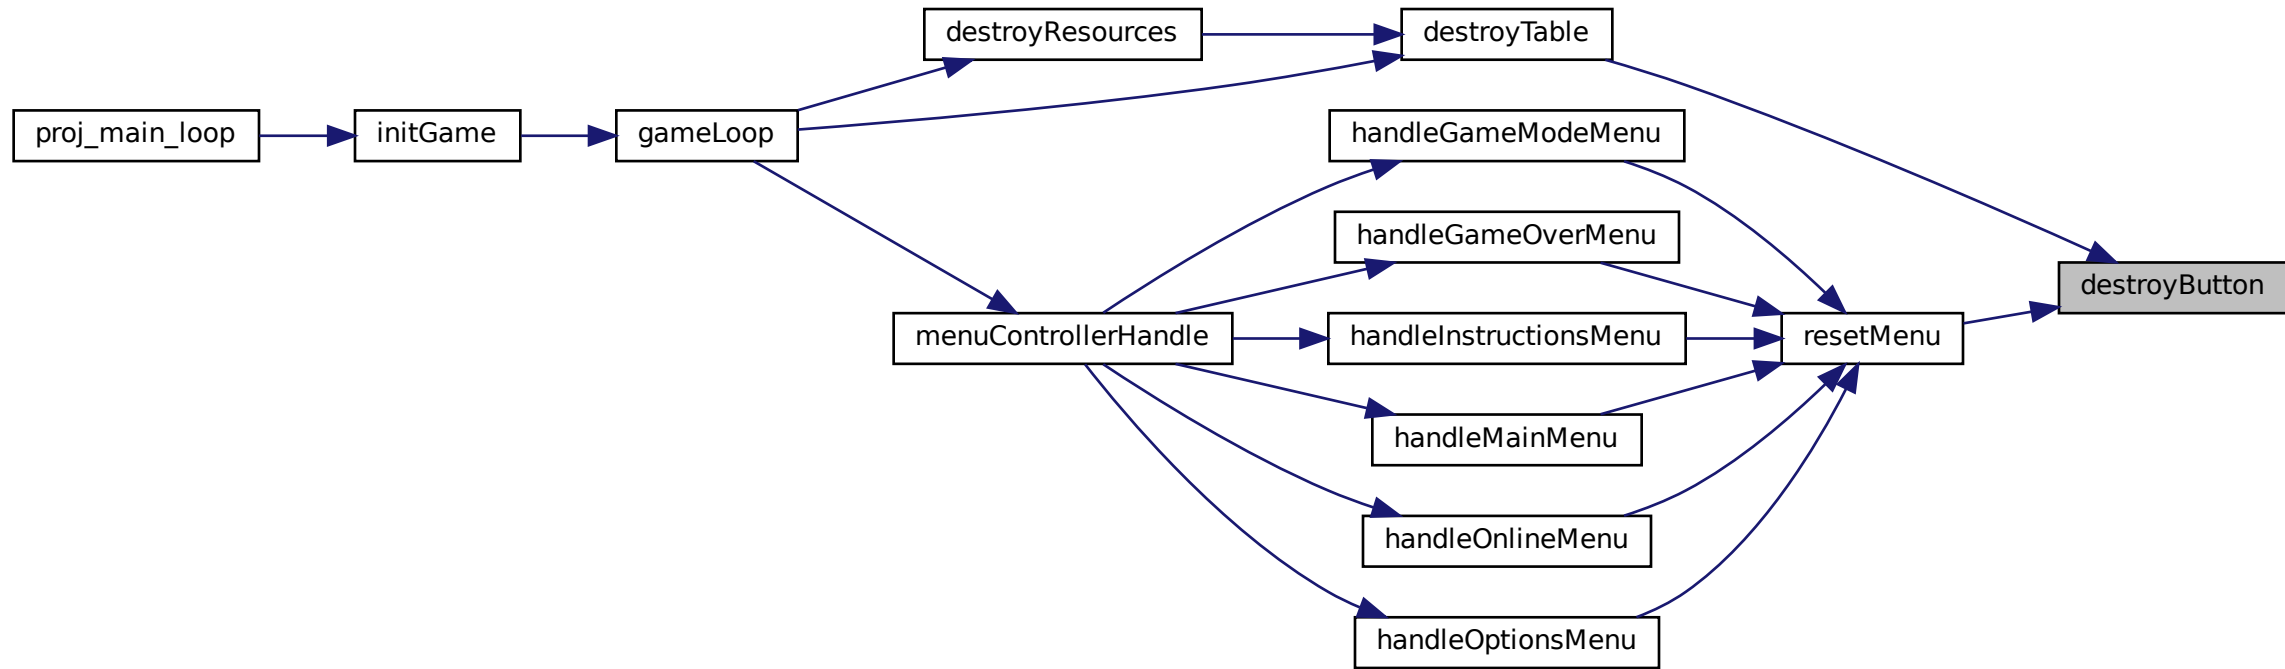 destroyResources
destroyTable
proj_main_loop
initGame
gameLoop
handleGameModeMenu
handleGameOverMenu
destroyButton
menuControllerHandle
handleInstructionsMenu
resetMenu
handleMainMenu
handleOnlineMenu
handleOptionsMenu